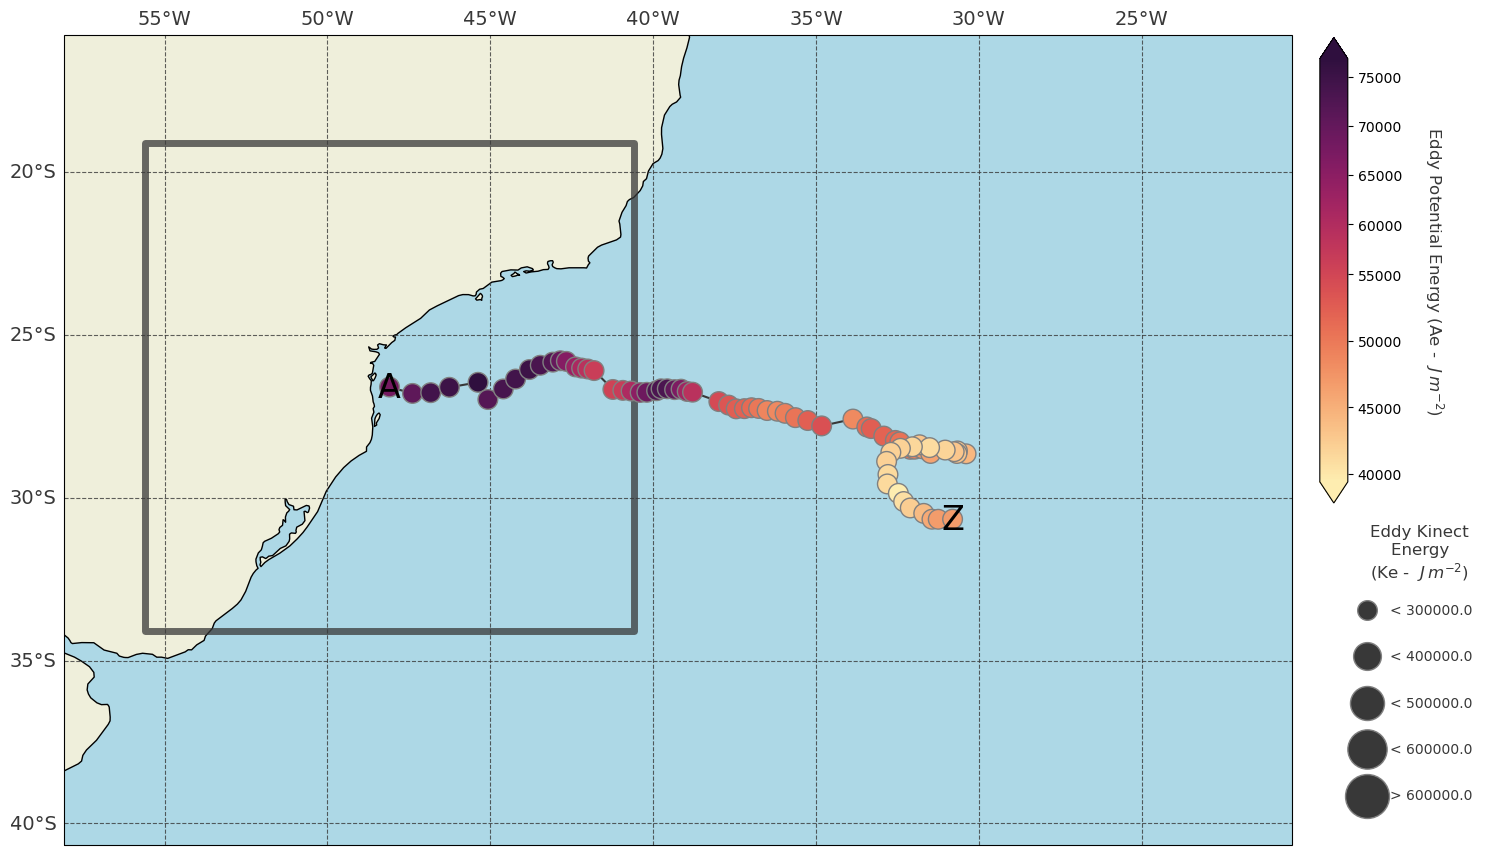 55°W 50°W 45°W 40°W 35°W 30°W 25°W
20°S
25°S
30°S
35°S
40°S
A
Z
75000
70000
65000
60000
55000
50000
45000
40000
Eddy Potential Energy (Ae - J m⁻²)
Eddy Kinect
Energy
(Ke - J m⁻²)
< 300000.0
< 400000.0
< 500000.0
< 600000.0
> 600000.0